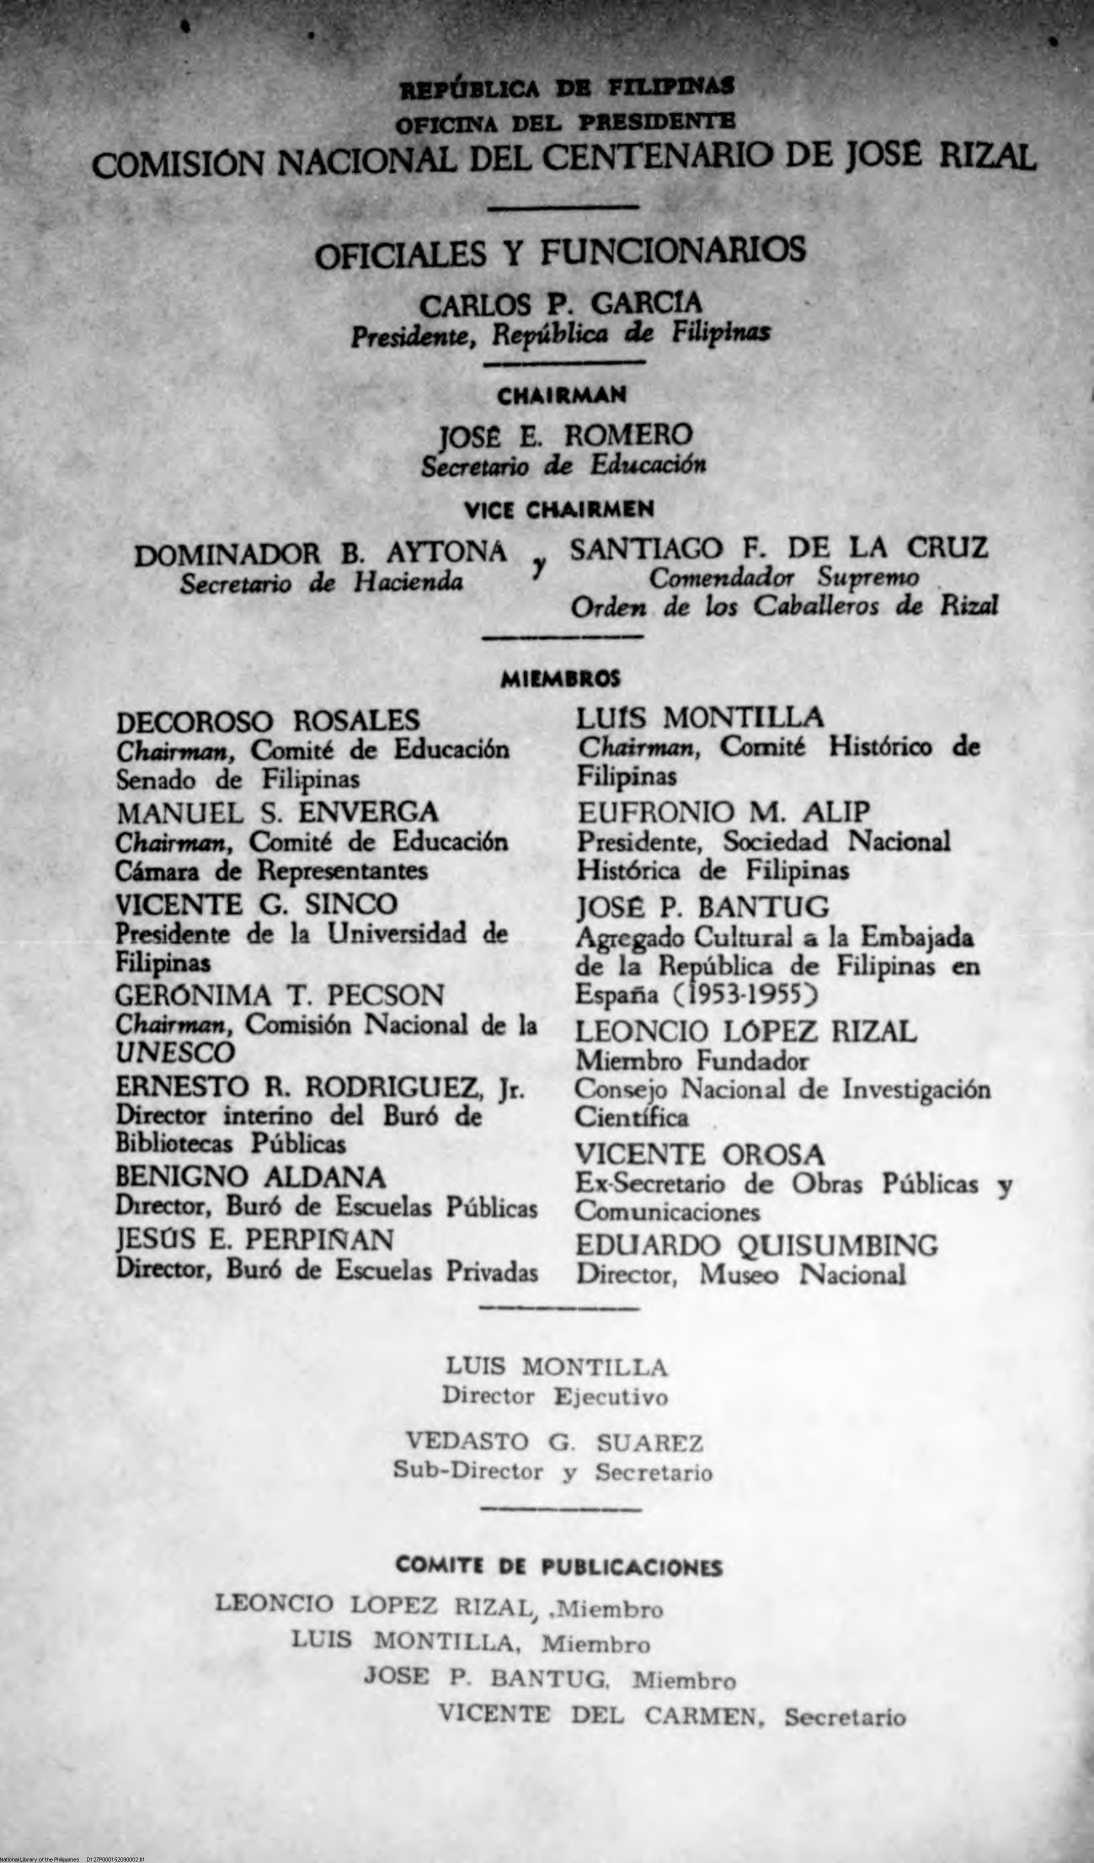 REPÚBLICA DE FILIPINAS
OFICINA DEL PRESIDENTE
COMISIÓN NACIONAL DEL CENTENARIO DE JOSÉ RIZAL
OFICIALES Y FUNCIONARIOS
CARLOS P. GARCÍA
Presidente, República de Filipinas
CHAIRMAN
JOSÉ E. ROMERO
Secretario de Educación
VICE CHAIRMEN
DOMINADOR B. AYTONA y SANTIAGO F. DE LA CRUZ
Secretario de Hacienda
Comendador Supremo
Orden de los Caballeros de Rizal
MIEMBROS
DECOROSO ROSALES
Chairman, Comité de Educación
Senado de Filipinas
MANUEL S. ENVERGA
Chairman, Comité de Educación
Cámara de Representantes
VICENTE G. SINCO
Presidente de la Universidad de
Filipinas
GERÓNIMA T. PECSON
Chairman, Comisión Nacional de la
UNESCO
ERNESTO R. RODRIGUEZ, Jr.
Director interino del Buró de
Bibliotecas Públicas
BENIGNO ALDANA
Director, Buró de Escuelas Públicas
JESÚS E. PERPIÑAN
Director, Buró de Escuelas Privadas
LUÍS MONTILLA
Chairman, Comité Histórico de
Filipinas
EUFRONIO M. ALIP
Presidente, Sociedad Nacional
Histórica de Filipinas
JOSÉ P. BANTUG
Agregado Cultural a la Embajada
de la República de Filipinas en
España (1953-1955)
LEONCIO LÓPEZ RIZAL
Miembro Fundador
Consejo Nacional de Investigación
Científica
VICENTE OROSA
Ex-Secretario de Obras Públicas y
Comunicaciones
EDUARDO QUISUMBING
Director, Museo Nacional
LUIS MONTILLA
Director Ejecutivo
VEDASTO G. SUAREZ
Sub-Director y Secretario
COMITE DE PUBLICACIONES
LEONCIO LOPEZ RIZAL, Miembro
LUIS MONTILLA, Miembro
JOSE P. BANTUG, Miembro
VICENTE DEL CARMEN, Secretario
National Library of the Philippines